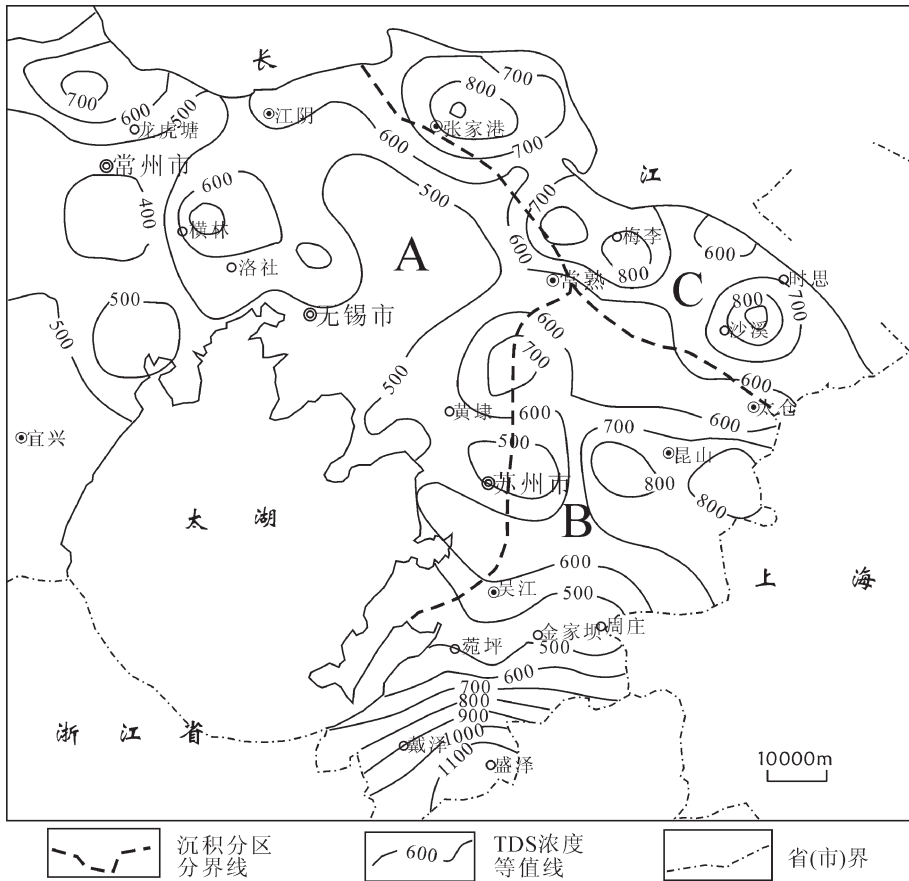 长
700
800
700
600
500
700
江阴
张家港
龙虎塘
600
700
常州市
江
600
500
700
400
横林
梅李
A
600
600
800
时思
洛社
常熟
C
700
500
无锡市
800
沙溪
500
600
700
500
600
黄埭
600
太仓
700
600
宜兴
500
昆山
苏州市
800
800
太湖
B
600
上海
吴江
500
周庄
金家坝
菀坪
500
600
700
800
浙江省
900
1000
戴泽
1100
盛泽
10000m
沉积分区
分界线
600
TDS浓度
等值线
省(市)界